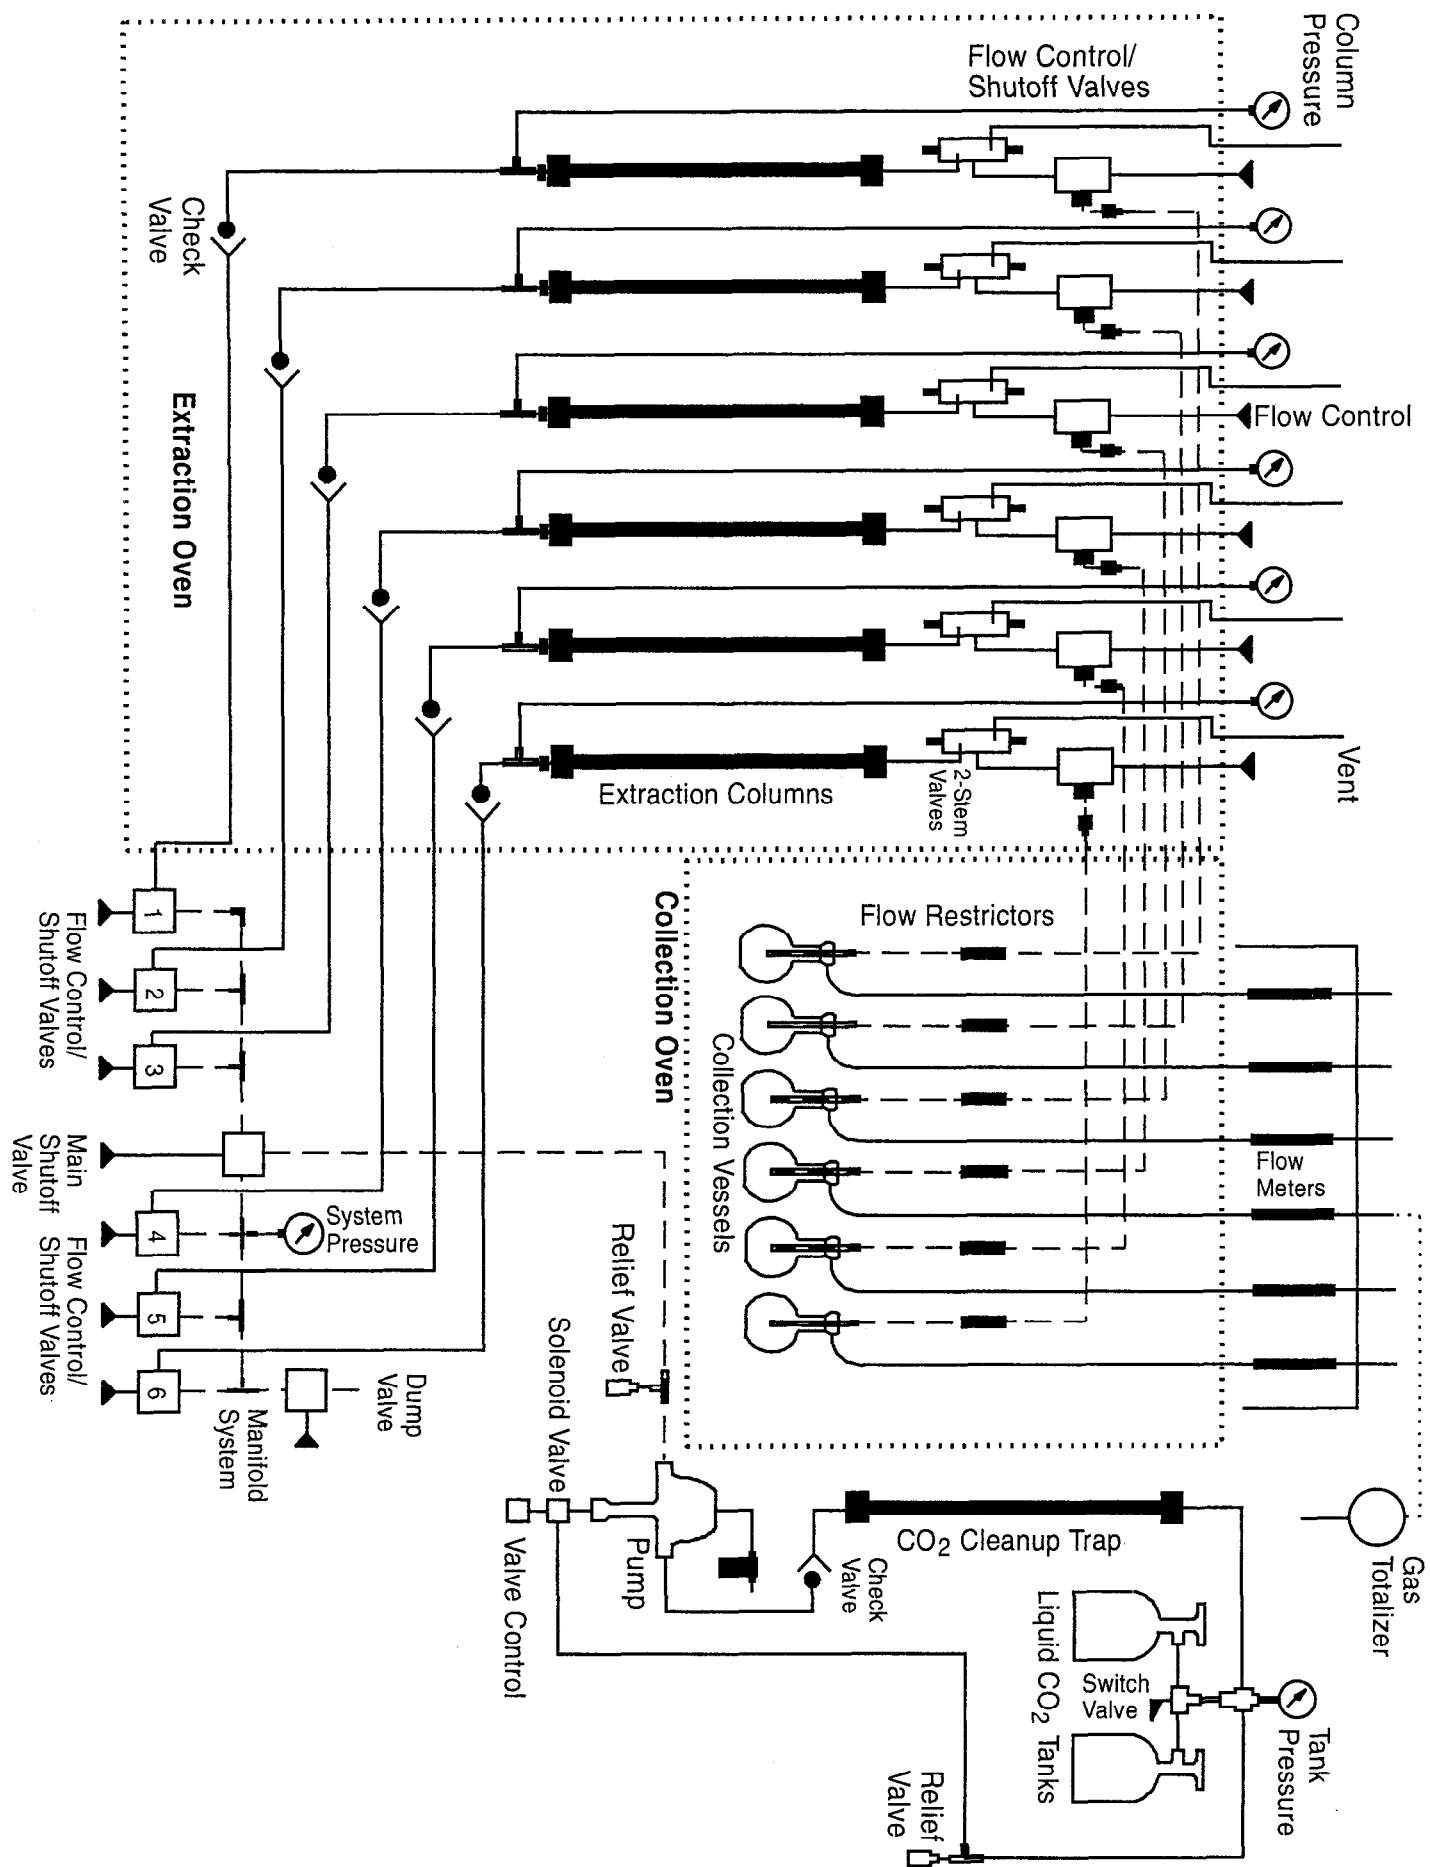 Column
Pressure
Flow Control/
Shutoff Valves
Check
Valve
Extraction Oven
Flow Control
Extraction Columns
2-Stem
Valves
Vent
Collection Oven
Flow Restrictors
Collection Vessels
Flow
Meters
1
2
3
4
5
6
Flow Control/
Shutoff Valves
Main
Shutoff
Valve
System
Pressure
Flow Control/
Shutoff Valves
Dump
Valve
Manifold
System
Relief Valve
Solenoid Valve
Valve Control
Pump
Check
Valve
CO2 Cleanup Trap
Gas
Totalizer
Liquid CO2 Tanks
Switch
Valve
Tank
Pressure
Relief
Valve